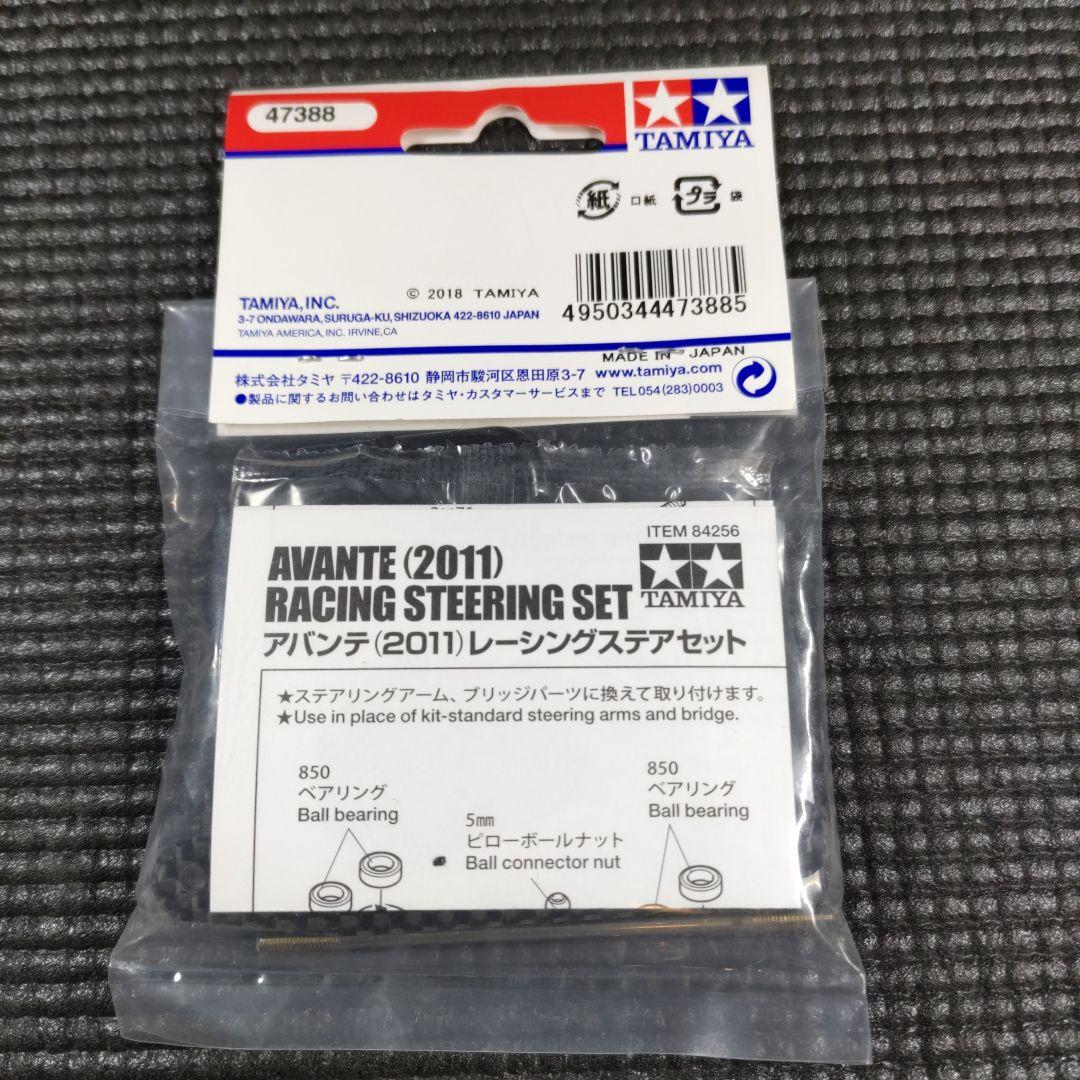 47388
TAMIYA
紙 口紙 プラ 袋
© 2018 TAMIYA
4950344473885
TAMIYA, INC.
3-7 ONDAWARA, SURUGA-KU, SHIZUOKA 422-8610 JAPAN
TAMIYA AMERICA, INC. IRVINE, CA
MADE IN JAPAN
株式会社タミヤ 〒422-8610 静岡市駿河区恩田原3-7 www.tamiya.com
●製品に関するお問い合わせはタミヤ・カスタマーサービスまで TEL 054(283)0003
ITEM 84256
AVANTE (2011)
RACING STEERING SET
TAMIYA
アバンテ(2011)レーシングステアセット
★ステアリングアーム、ブリッジパーツに換えて取り付けます。
★Use in place of kit-standard steering arms and bridge.
850
ベアリング
Ball bearing
5mm
ピローボールナット
Ball connector nut
850
ベアリング
Ball bearing